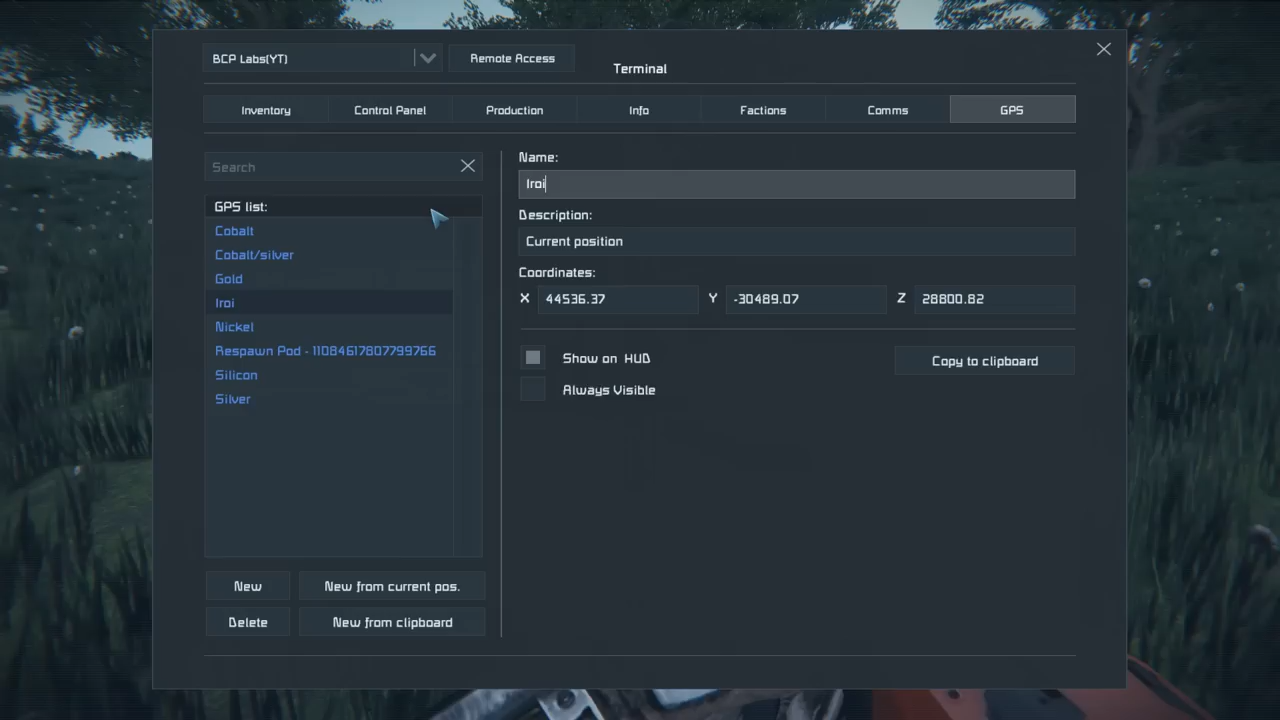 BCP Labs(YT)
Remote Access
Terminal
Inventory
Control Panel
Production
Info
Factions
Comms
GPS
Search
GPS list:
Cobalt
Cobalt/silver
Gold
Iroi
Nickel
Respawn Pod - 11084617807799766
Silicon
Silver
New
New from current pos.
Delete
New from clipboard
Name:
Iroi
Description:
Current position
Coordinates:
X 44536.37 Y -30489.07 Z 28800.82
Show on HUD
Copy to clipboard
Always Visible